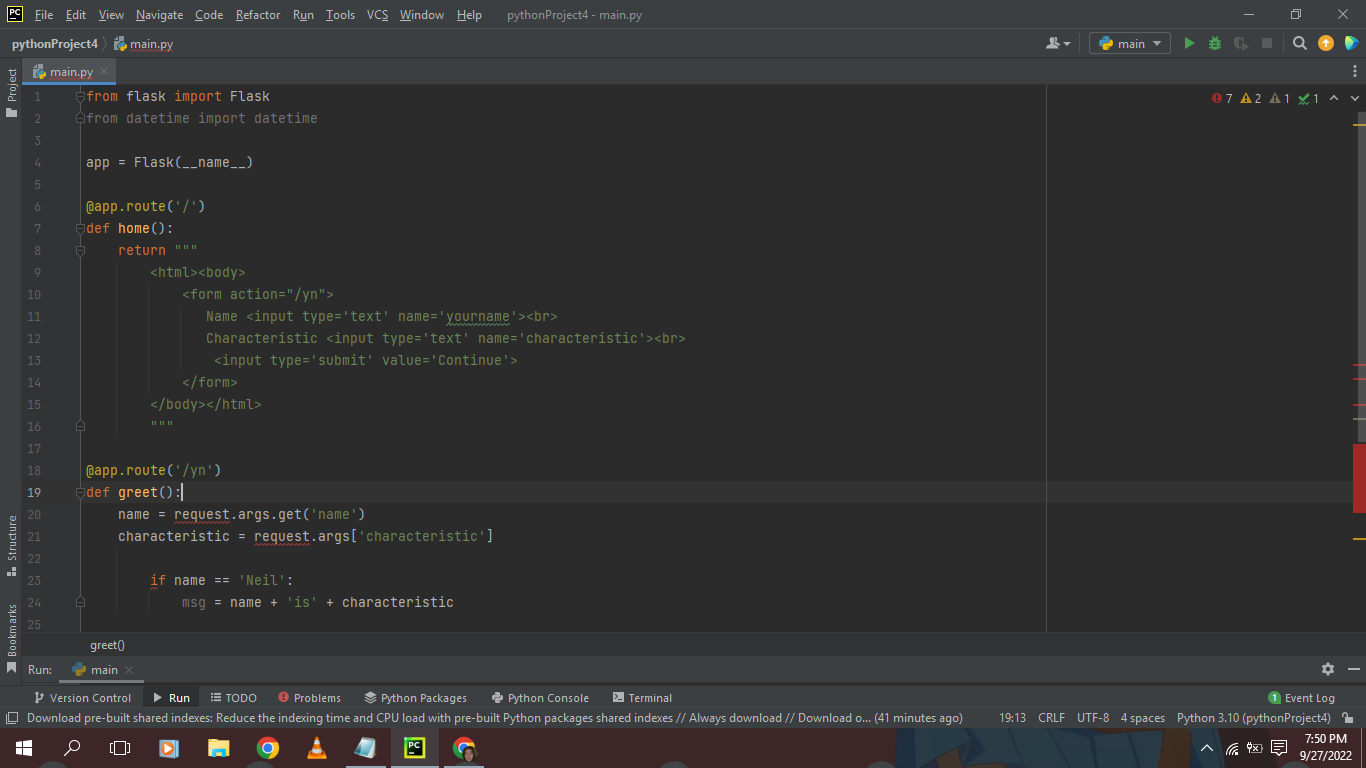 PC File Edit View Navigate Code Refactor Run Tools VCS Window Help pythonProject4 - main.py
pythonProject4 main.py main
Project main.py
1 from flask import Flask 7 2 1 1
2 from datetime import datetime
3
4 app = Flask(__name__)
5
6 @app.route('/')
7 def home():
8 return """
9 <html><body>
10 <form action="/yn">
11 Name <input type='text' name='yourname'><br>
12 Characteristic <input type='text' name='characteristic'><br>
13 <input type='submit' value='Continue'>
14 </form>
15 </body></html>
16 """
17
18 @app.route('/yn')
19 def greet():
20 name = request.args.get('name')
21 characteristic = request.args['characteristic']
22
23 if name == 'Neil':
24 msg = name + 'is' + characteristic
25
Structure
Bookmarks
greet()
Run: main
Version Control Run TODO Problems Python Packages Python Console Terminal 1 Event Log
Download pre-built shared indexes: Reduce the indexing time and CPU load with pre-built Python packages shared indexes // Always download // Download o... (41 minutes ago) 19:13 CRLF UTF-8 4 spaces Python 3.10 (pythonProject4)
PC 7:50 PM
9/27/2022